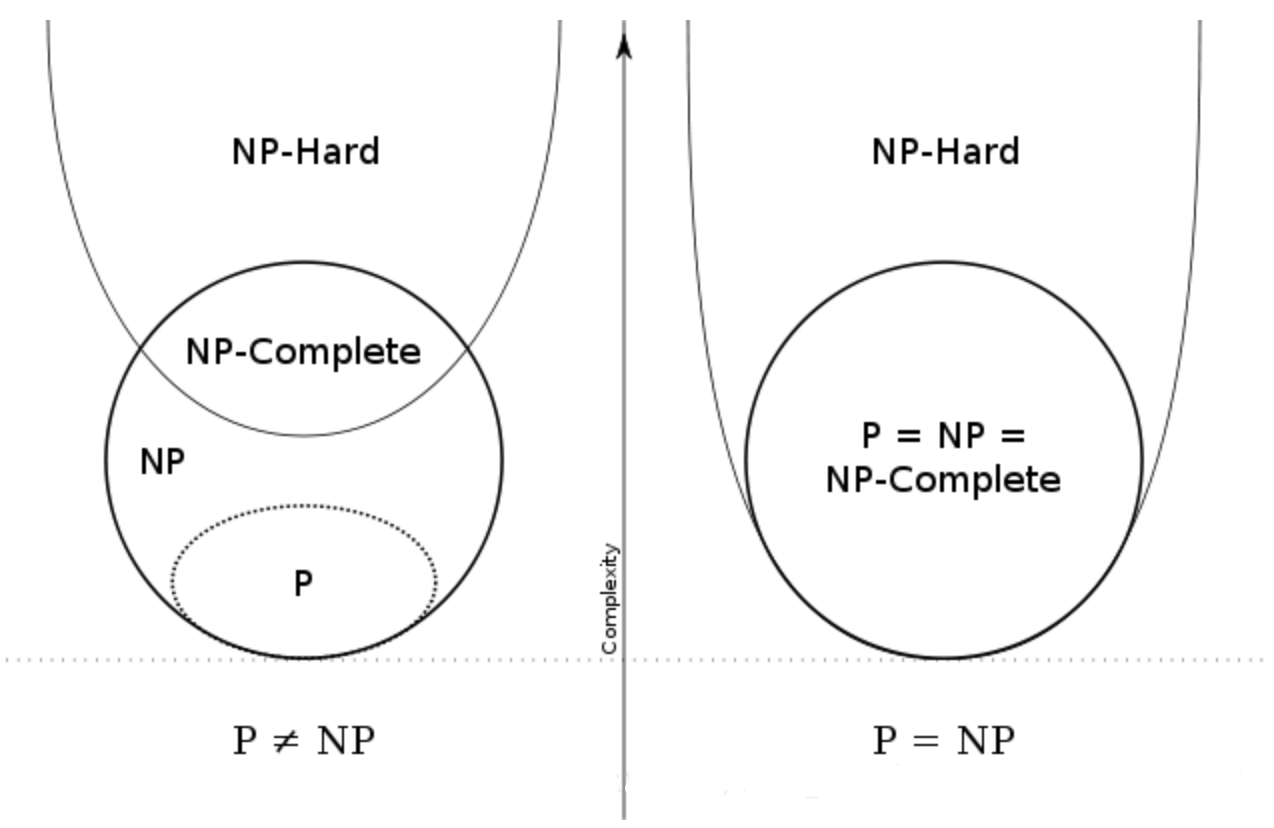 NP-Hard
NP-Complete
NP
P
P ≠ NP
Complexity
NP-Hard
P = NP =
NP-Complete
P = NP